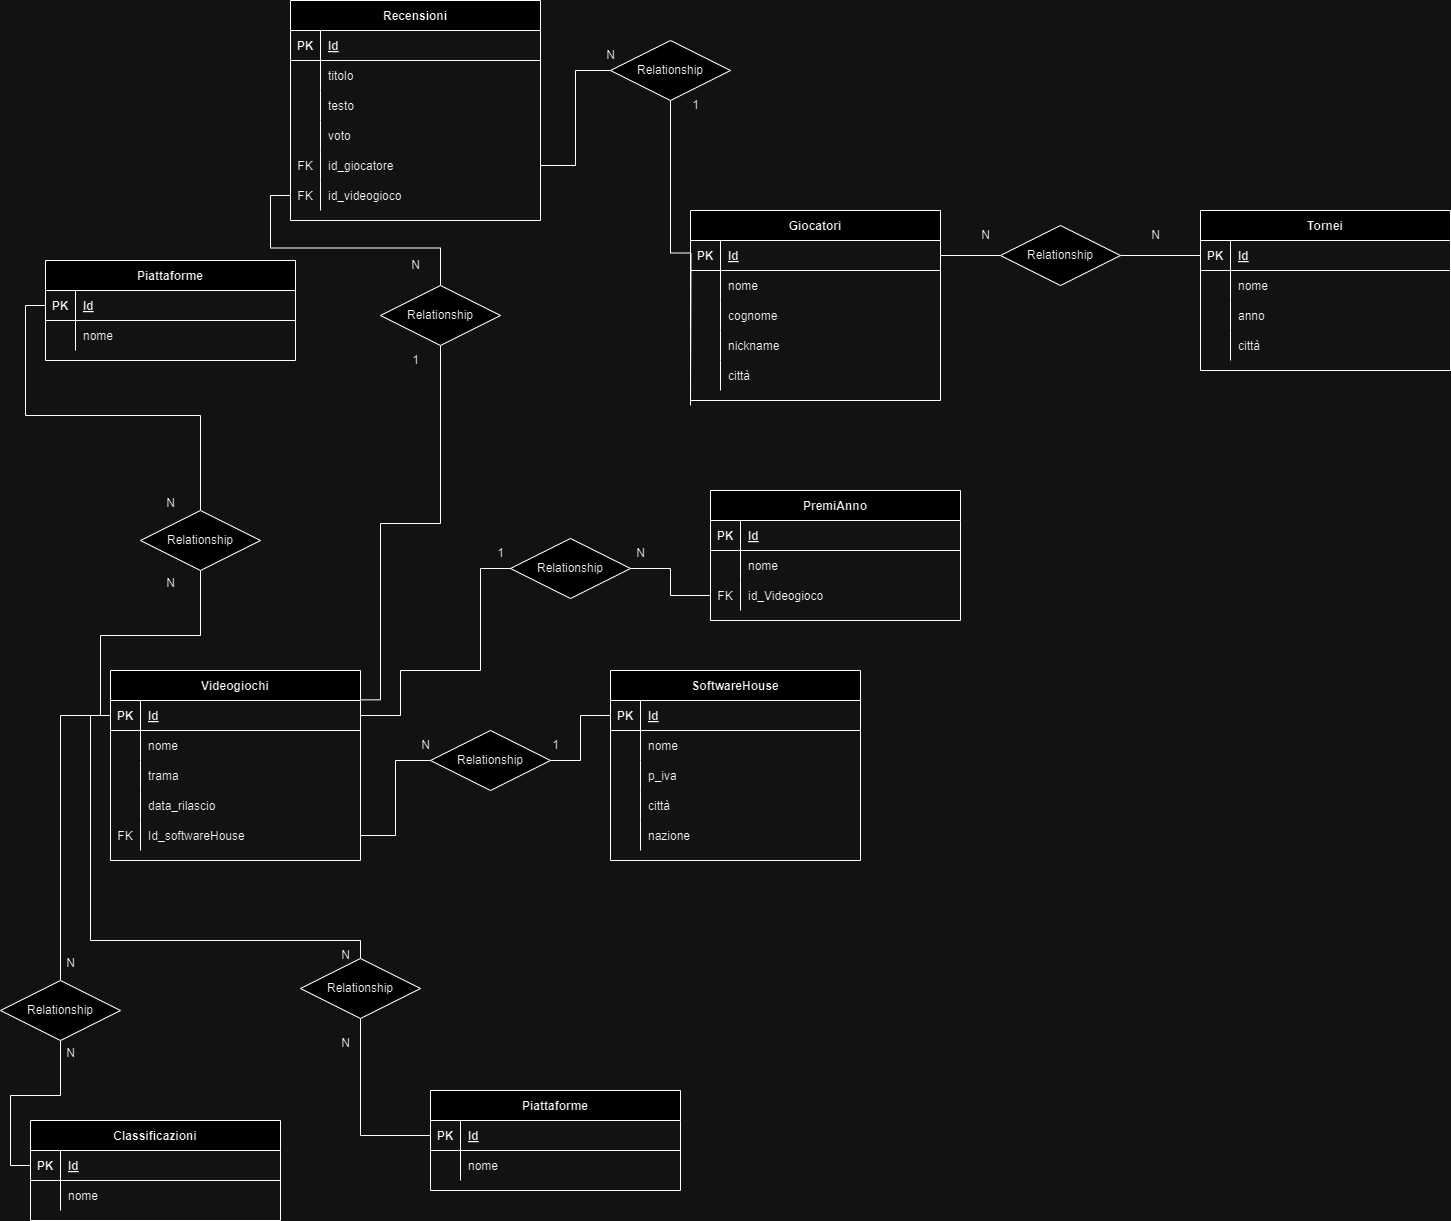 Recensioni
PK Id
titolo
testo
voto
FK id_giocatore
FK id_videogioco
N
Relationship
1
Giocatori
PK Id
nome
cognome
nickname
città
N
Relationship
N
Tornei
PK Id
nome
anno
città
Piattaforme
PK Id
nome
N
Relationship
1
N
Relationship
N
PremiAnno
PK Id
nome
FK id_Videogioco
1
Relationship
N
Videogiochi
PK Id
nome
trama
data_rilascio
FK Id_softwareHouse
N
Relationship
1
SoftwareHouse
PK Id
nome
p_iva
città
nazione
N
Relationship
N
N
Relationship
N
Classificazioni
PK Id
nome
Piattaforme
PK Id
nome